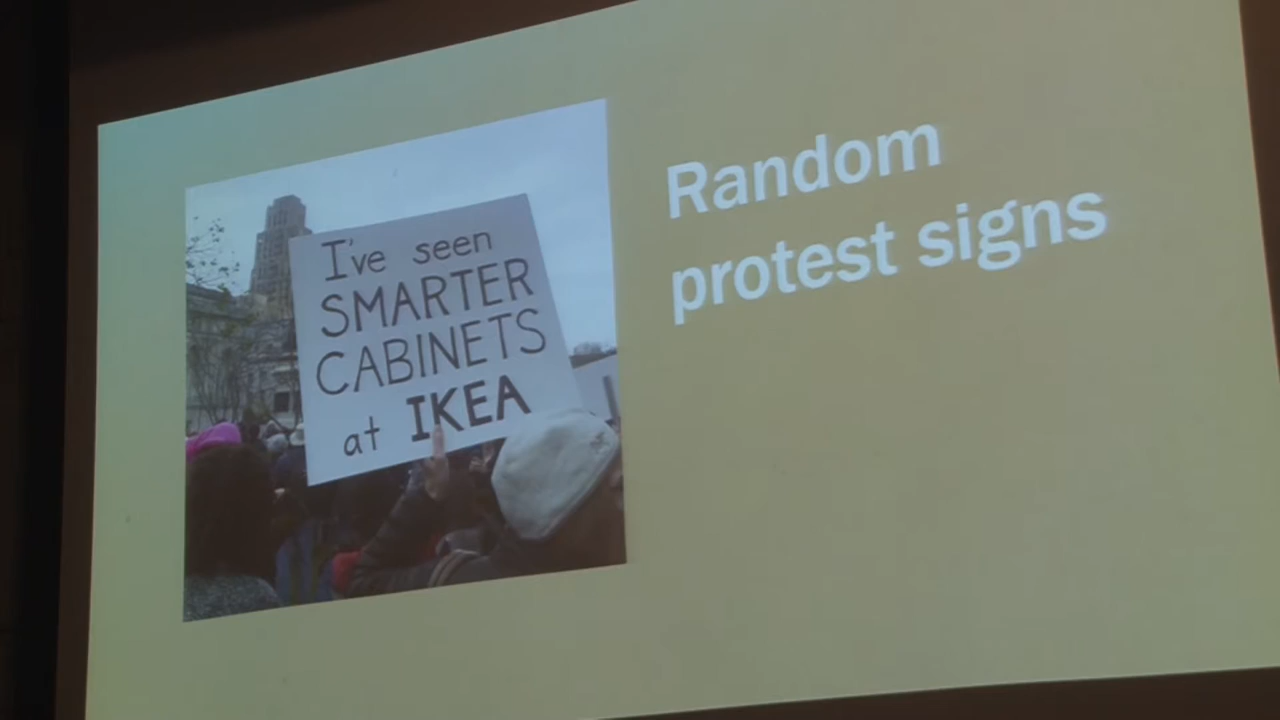 I've seen
SMARTER
CABINETS
at IKEA
Random
protest signs